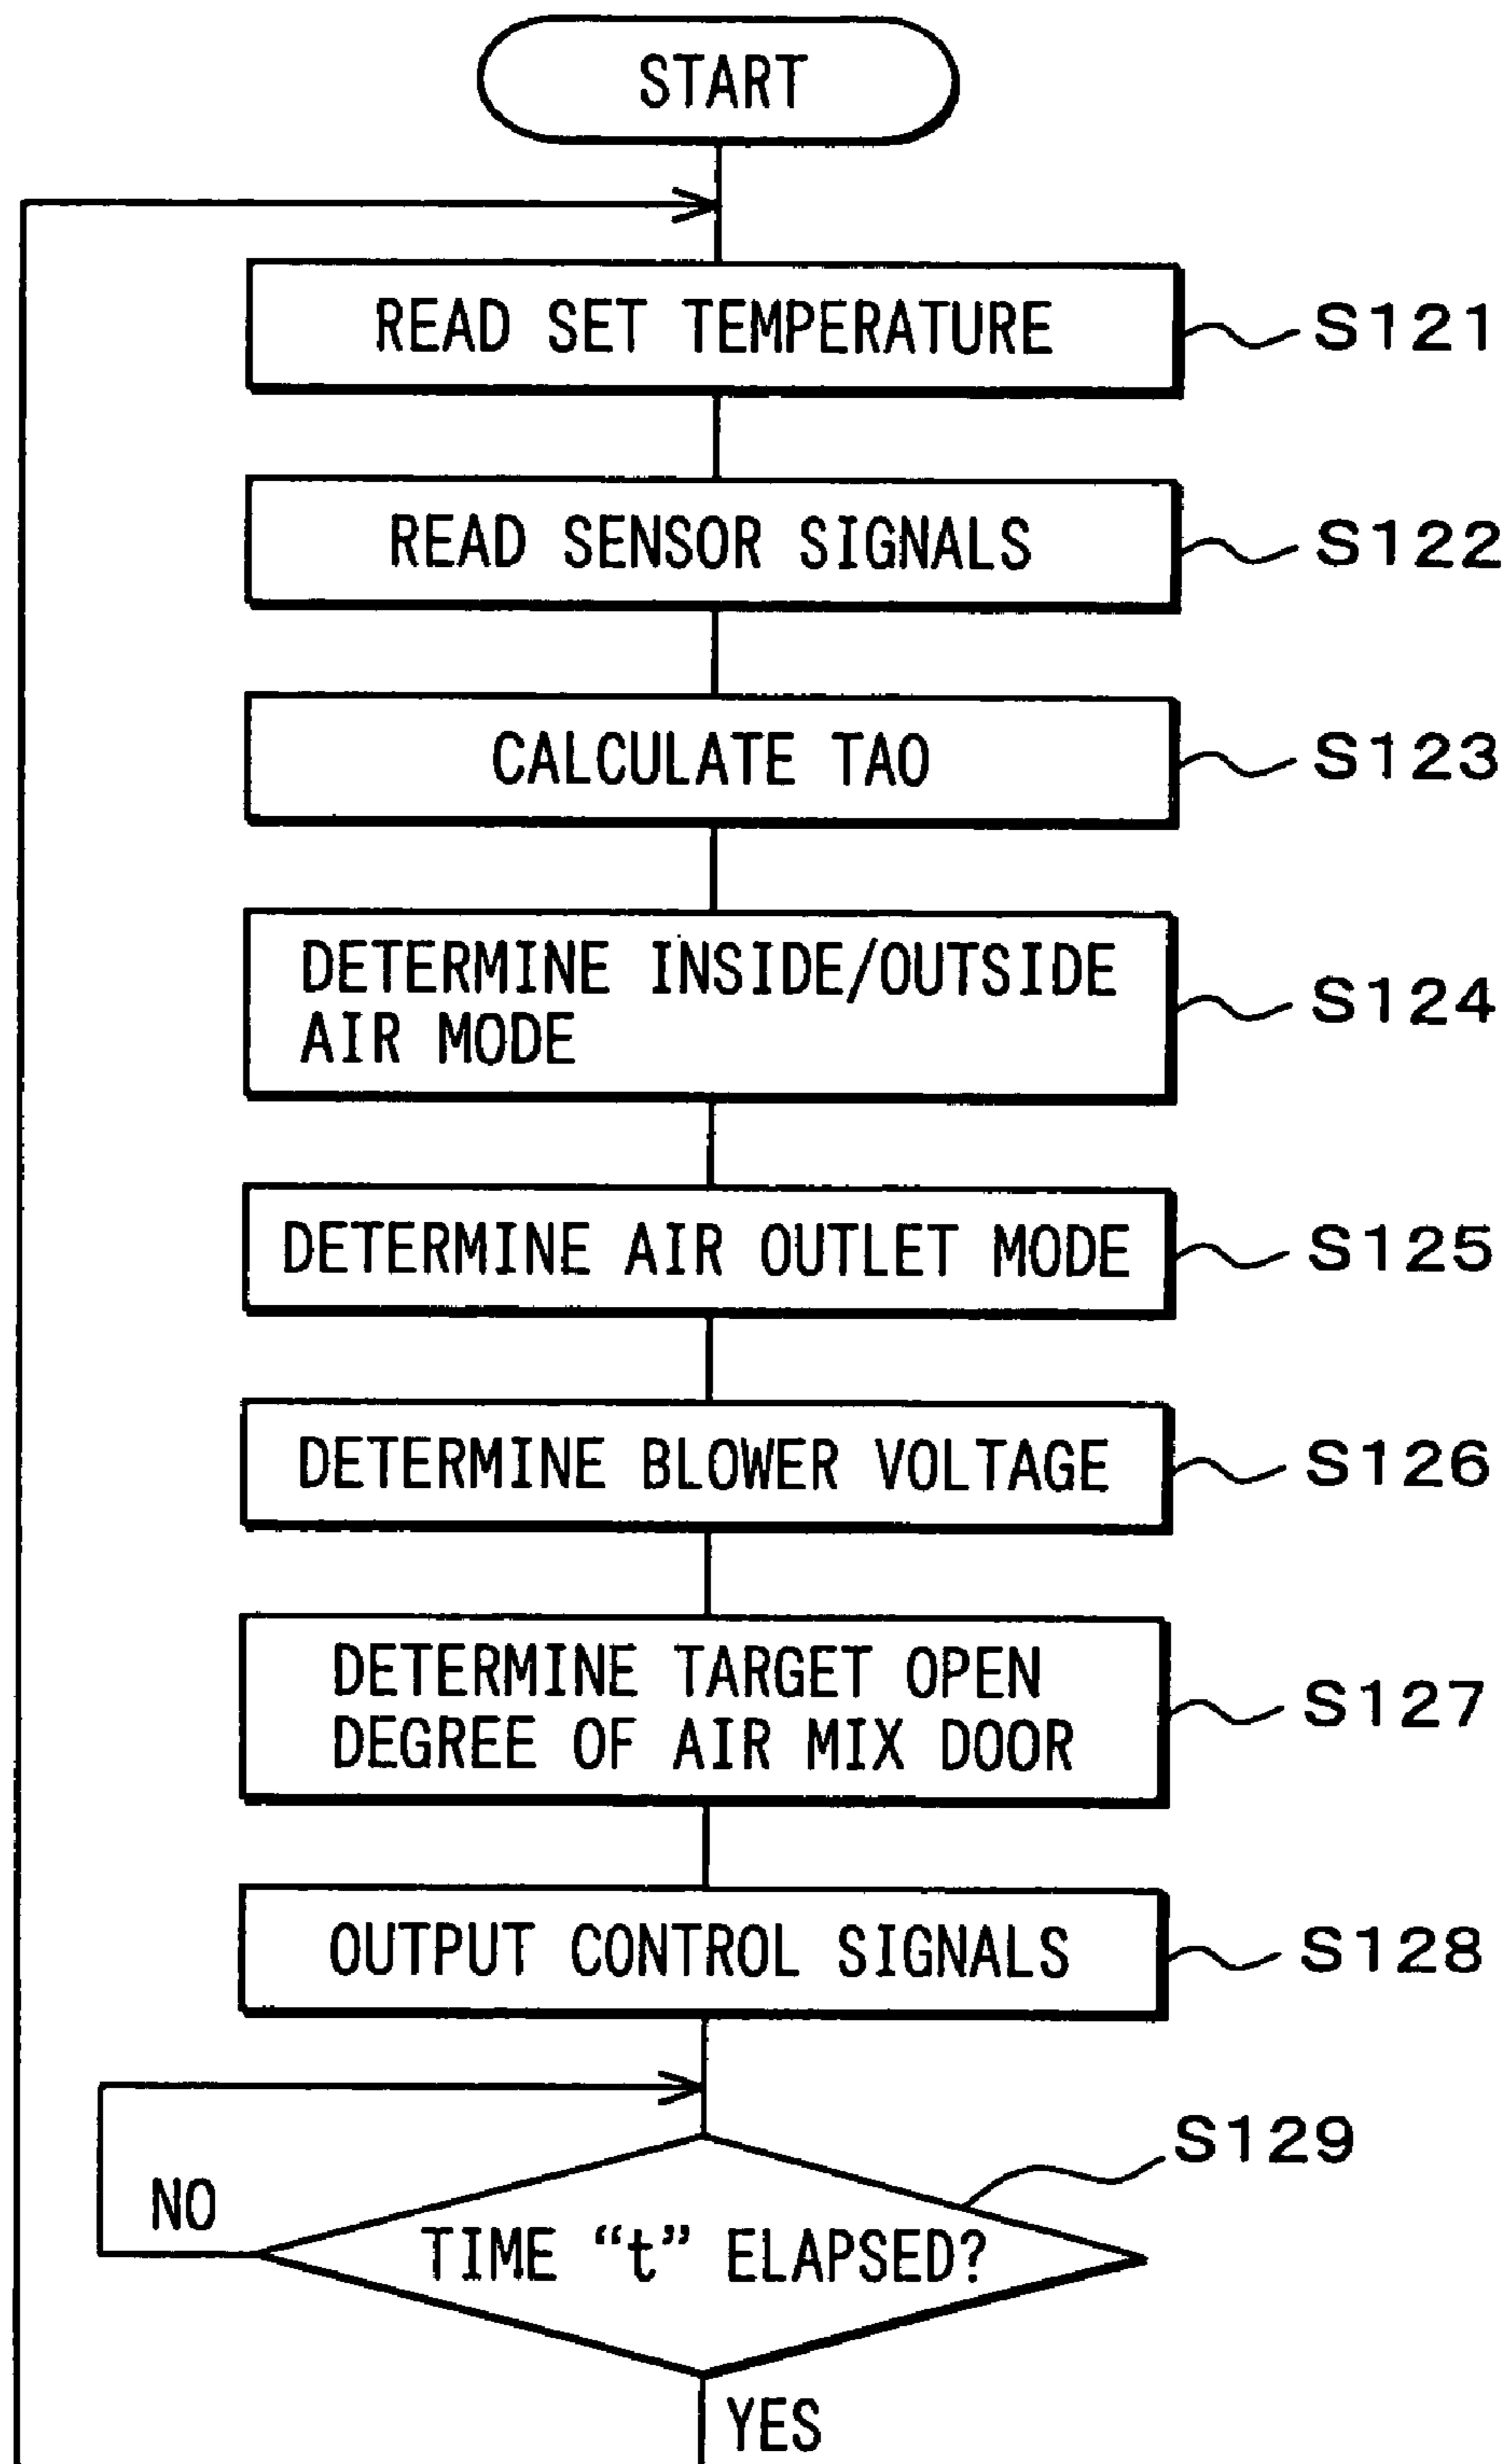 START
READ SET TEMPERATURE
S121
READ SENSOR SIGNALS
S122
CALCULATE TAO
S123
DETERMINE INSIDE/OUTSIDE
AIR MODE
S124
DETERMINE AIR OUTLET MODE
S125
DETERMINE BLOWER VOLTAGE
S126
DETERMINE TARGET OPEN
DEGREE OF AIR MIX DOOR
S127
OUTPUT CONTROL SIGNALS
S128
S129
NO
TIME “t” ELAPSED?
YES